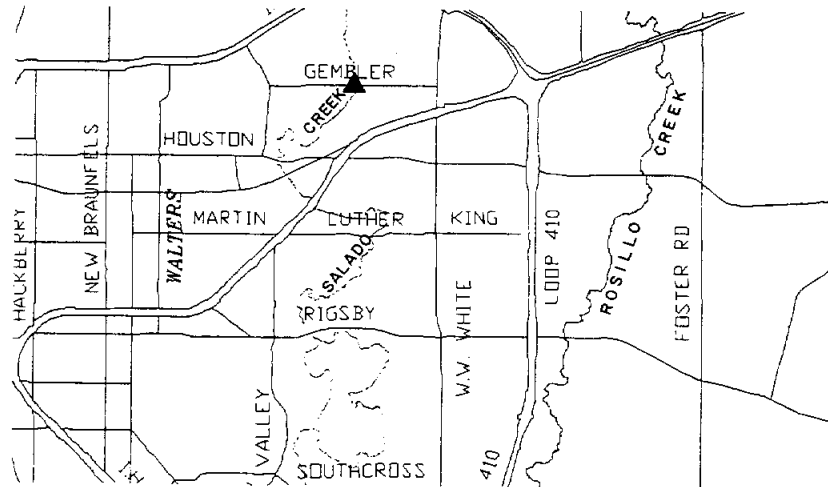 GEMBLER
CREEK
HOUSTON
CREEK
NEW BRAUNFELS
WALTERS
MARTIN LUTHER KING
HACKBERRY
SALADO
LOOP 410
ROSILLO
FOSTER RD
RIGSBY
W.W. WHITE
VALLEY
SOUTHCROSS
410